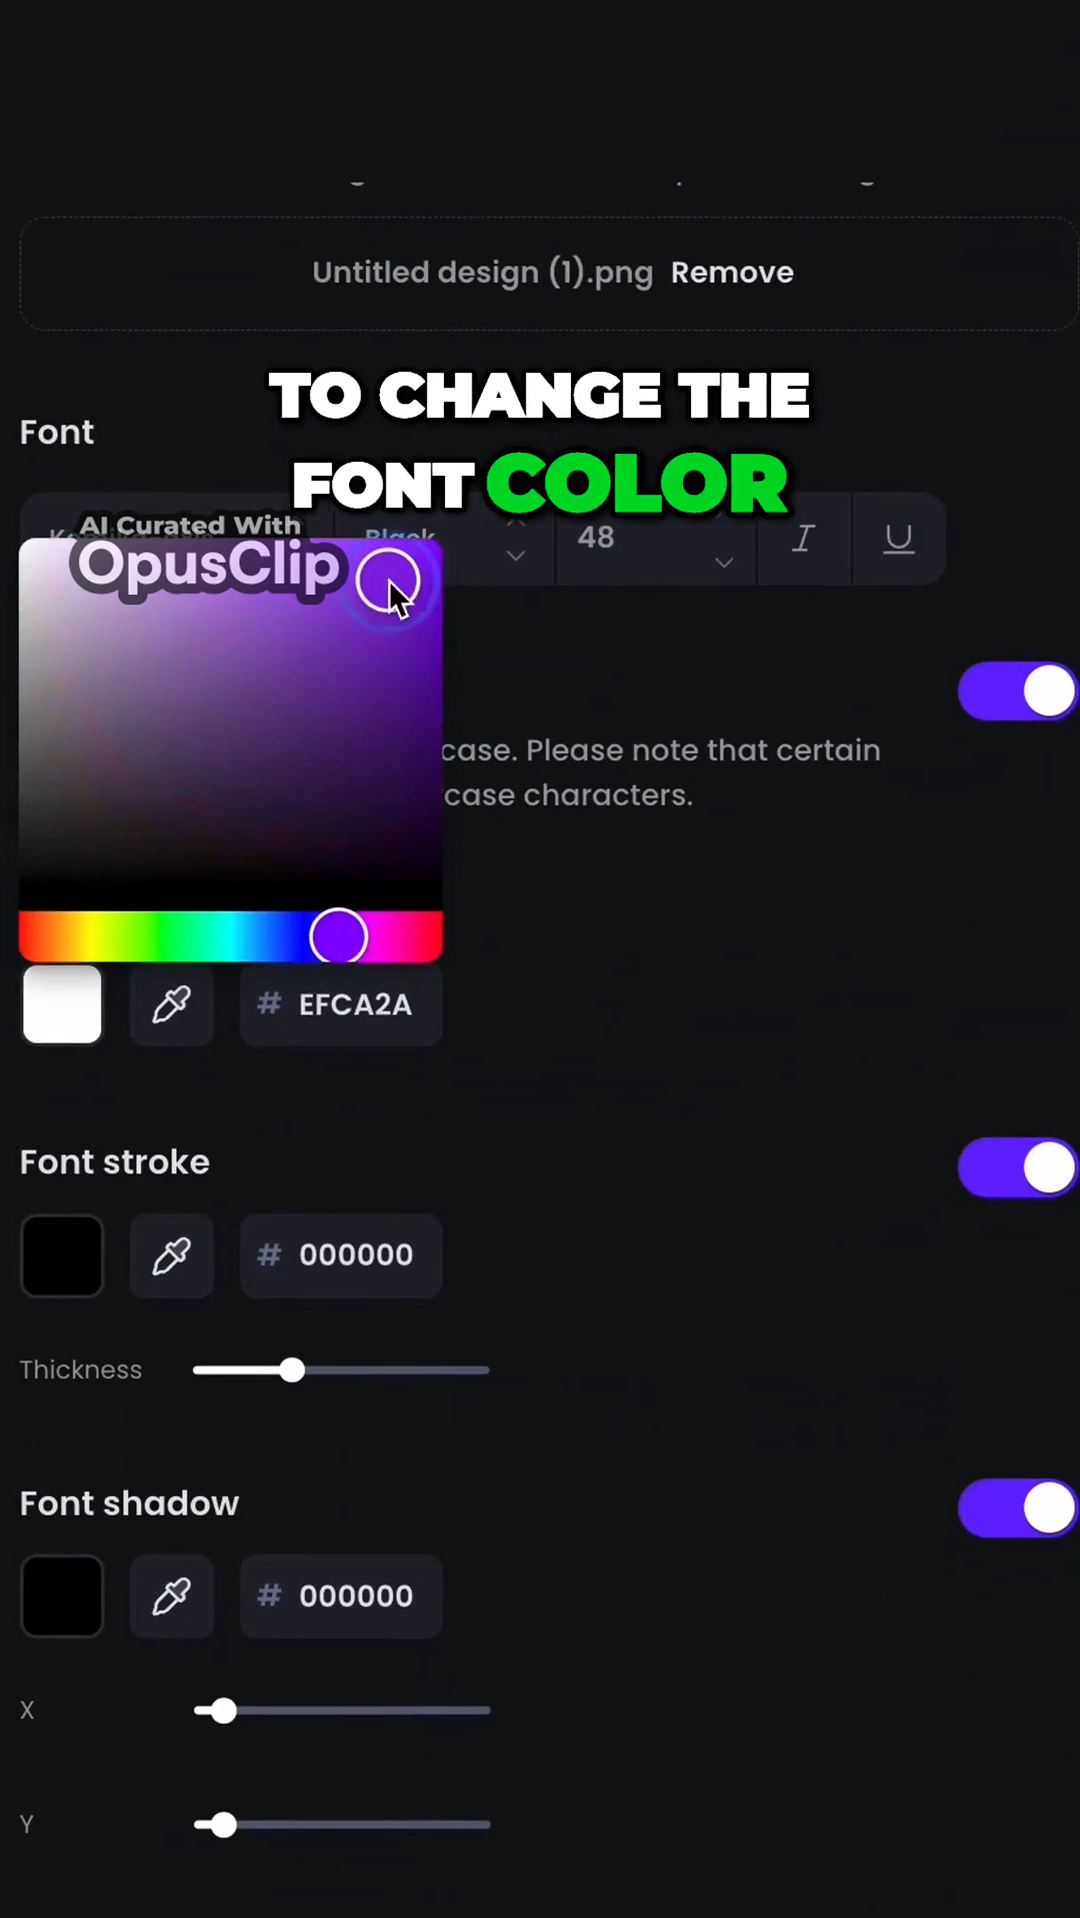 Untitled design (1).png Remove
TO CHANGE THE
Font
FONT COLOR
AI Curated With
OpusClip
Black
48
I
U
case. Please note that certain
case characters.
# EFCA2A
Font stroke
# 000000
Thickness
Font shadow
# 000000
X
Y